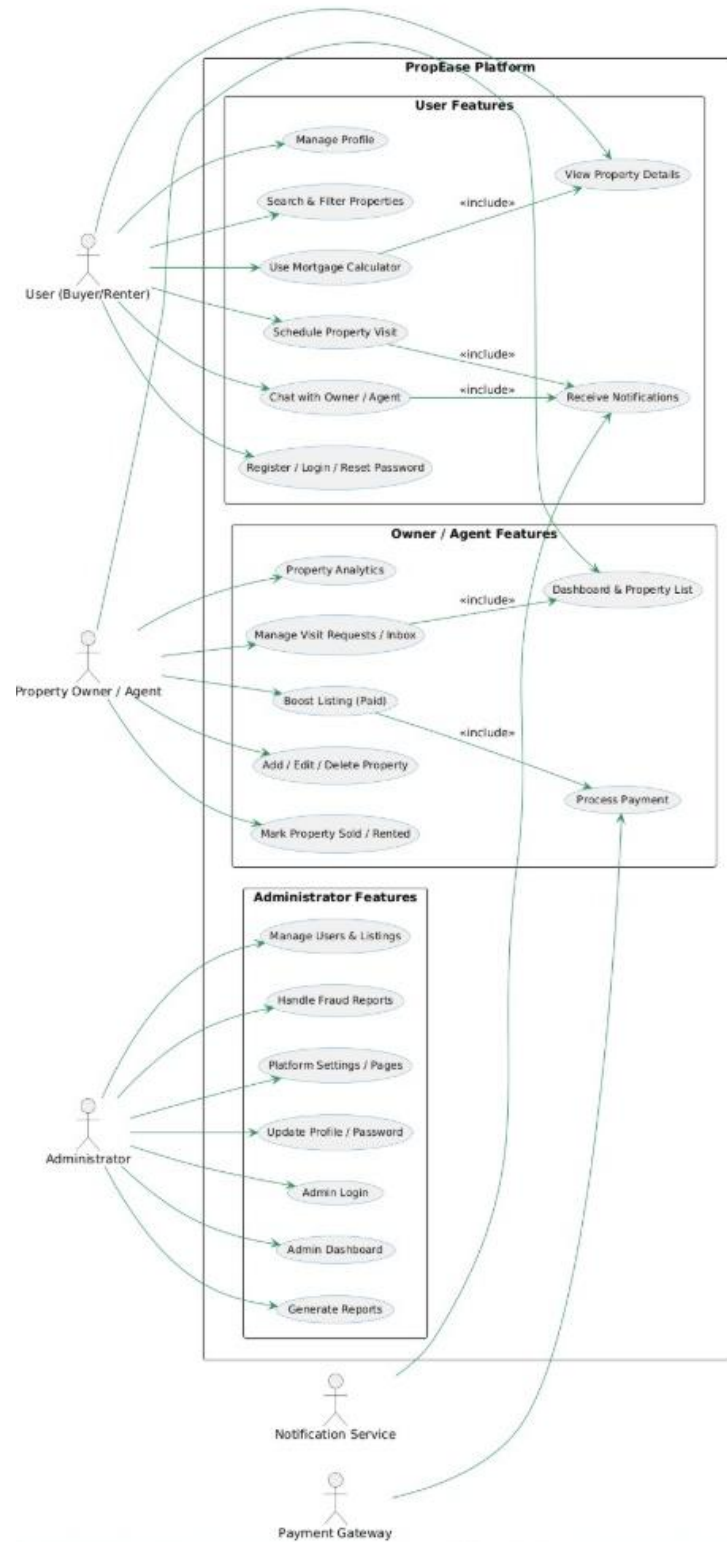 PropEase Platform
User Features
Manage Profile
View Property Details
Search & Filter Properties
«include»
User (Buyer/Renter)
Use Mortgage Calculator
Schedule Property Visit
«include»
Chat with Owner / Agent
«include»
Receive Notifications
Register / Login / Reset Password
Owner / Agent Features
Property Analytics
Dashboard & Property List
«include»
Manage Visit Requests / Inbox
Property Owner / Agent
Boost Listing (Paid)
«include»
Add / Edit / Delete Property
Process Payment
Mark Property Sold / Rented
Administrator Features
Manage Users & Listings
Handle Fraud Reports
Platform Settings / Pages
Update Profile / Password
Administrator
Admin Login
Admin Dashboard
Generate Reports
Notification Service
Payment Gateway